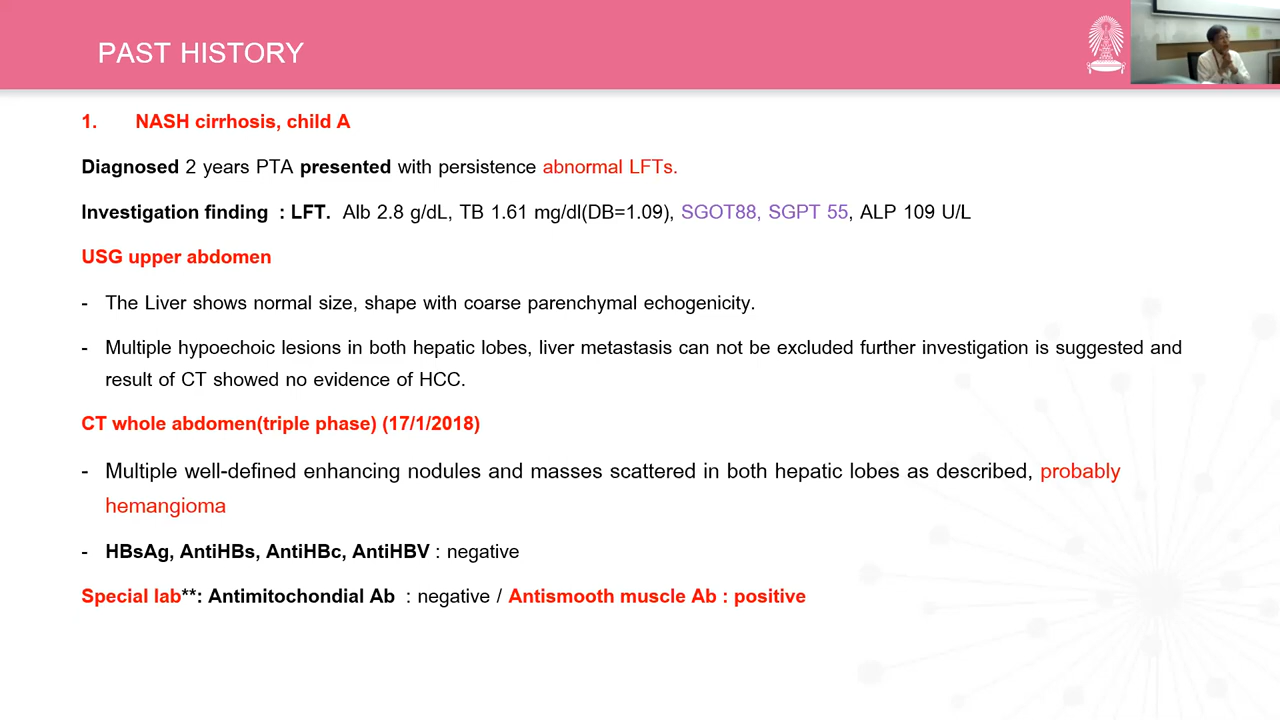 PAST HISTORY
1. NASH cirrhosis, child A
Diagnosed 2 years PTA presented with persistence abnormal LFTs.
Investigation finding : LFT. Alb 2.8 g/dL, TB 1.61 mg/dl(DB=1.09), SGOT88, SGPT 55, ALP 109 U/L
USG upper abdomen
- The Liver shows normal size, shape with coarse parenchymal echogenicity.
- Multiple hypoechoic lesions in both hepatic lobes, liver metastasis can not be excluded further investigation is suggested and
result of CT showed no evidence of HCC.
CT whole abdomen(triple phase) (17/1/2018)
- Multiple well-defined enhancing nodules and masses scattered in both hepatic lobes as described, probably
hemangioma
- HBsAg, AntiHBs, AntiHBc, AntiHBV : negative
Special lab**: Antimitochondial Ab : negative / Antismooth muscle Ab : positive